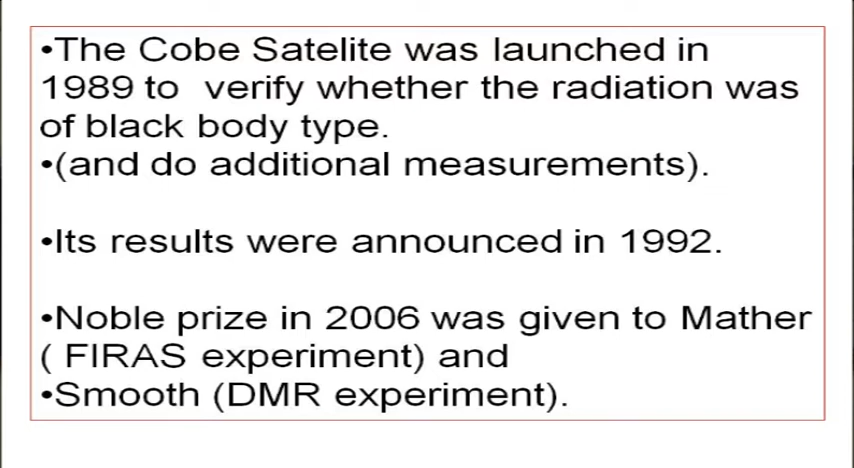 •The Cobe Satelite was launched in
1989 to  verify whether the radiation was
of black body type.
•(and do additional measurements).
•Its results were announced in 1992.
•Noble prize in 2006 was given to Mather
( FIRAS experiment) and
•Smooth (DMR experiment).